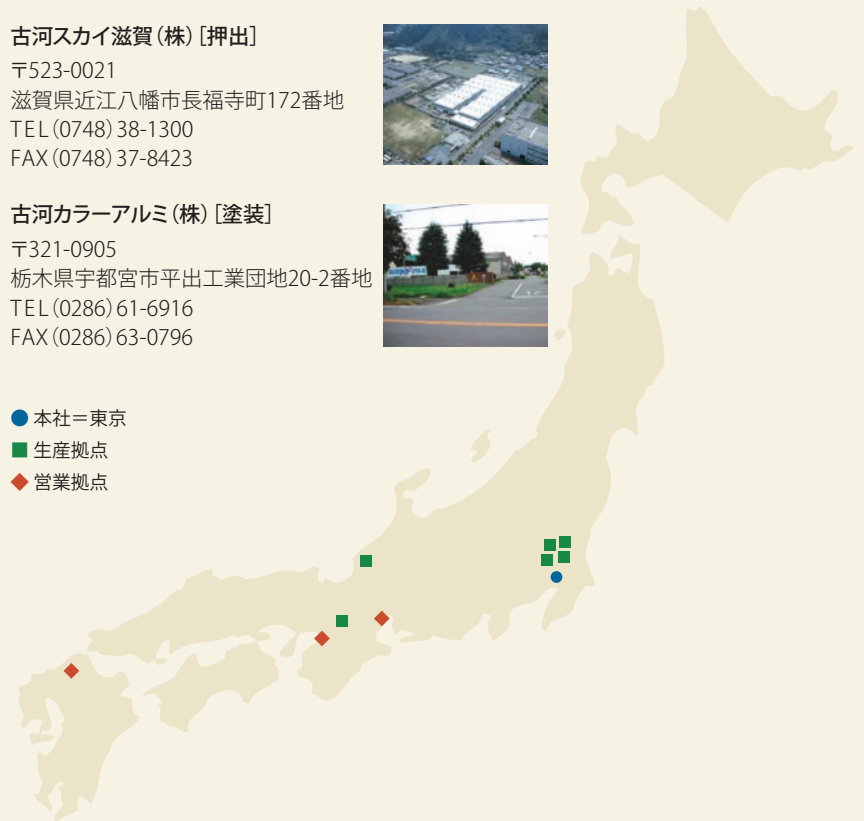 古河スカイ滋賀(株)[押出]
〒523-0021
滋賀県近江八幡市長福寺町172番地
TEL(0748)38-1300
FAX(0748)37-8423
古河カラーアルミ(株)[塗装]
〒321-0905
栃木県宇都宮市平出工業団地20-2番地
TEL(0286)61-6916
FAX(0286)63-0796
本社=東京
生産拠点
営業拠点